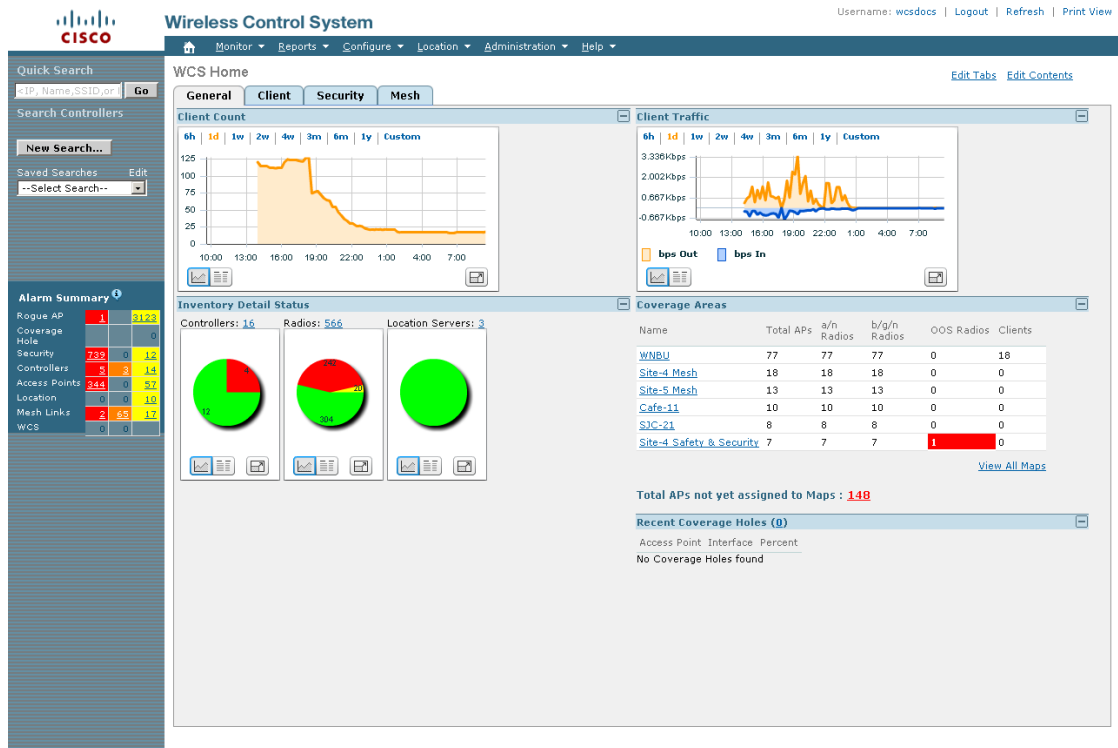 Username: wcsdocs | Logout | Refresh | Print View
CISCO
Wireless Control System
Monitor Reports Configure Location Administration Help
Quick Search
<IP, Name,SSID,or
Go
Search Controllers
New Search...
Saved Searches Edit
--Select Search--
Alarm Summary
Rogue AP 1 3123
Coverage Hole 0
Security 739 0 12
Controllers 5 3 14
Access Points 344 0 57
Location 0 0 10
Mesh Links 2 65 17
WCS 0 0
WCS Home
Edit Tabs Edit Contents
General Client Security Mesh
Client Count
6h | 1d | 1w | 2w | 4w | 3m | 6m | 1y | Custom
125
100
75
50
25
0
10:00 13:00 16:00 19:00 22:00 1:00 4:00 7:00
Client Traffic
6h | 1d | 1w | 2w | 4w | 3m | 6m | 1y | Custom
3.336Kbps
2.002Kbps
0.667Kbps
-0.667Kbps
10:00 13:00 16:00 19:00 22:00 1:00 4:00 7:00
bps Out bps In
Inventory Detail Status
Controllers: 16 Radios: 566 Location Servers: 3
12
20
304
Coverage Areas
Name Total APs a/n Radios b/g/n Radios OOS Radios Clients
WNBU 77 77 77 0 18
Site-4 Mesh 18 18 18 0 0
Site-5 Mesh 13 13 13 0 0
Cafe-11 10 10 10 0 0
SJC-21 8 8 8 0 0
Site-4 Safety & Security 7 7 7 1 0
View All Maps
Total APs not yet assigned to Maps : 148
Recent Coverage Holes (0)
Access Point Interface Percent
No Coverage Holes found